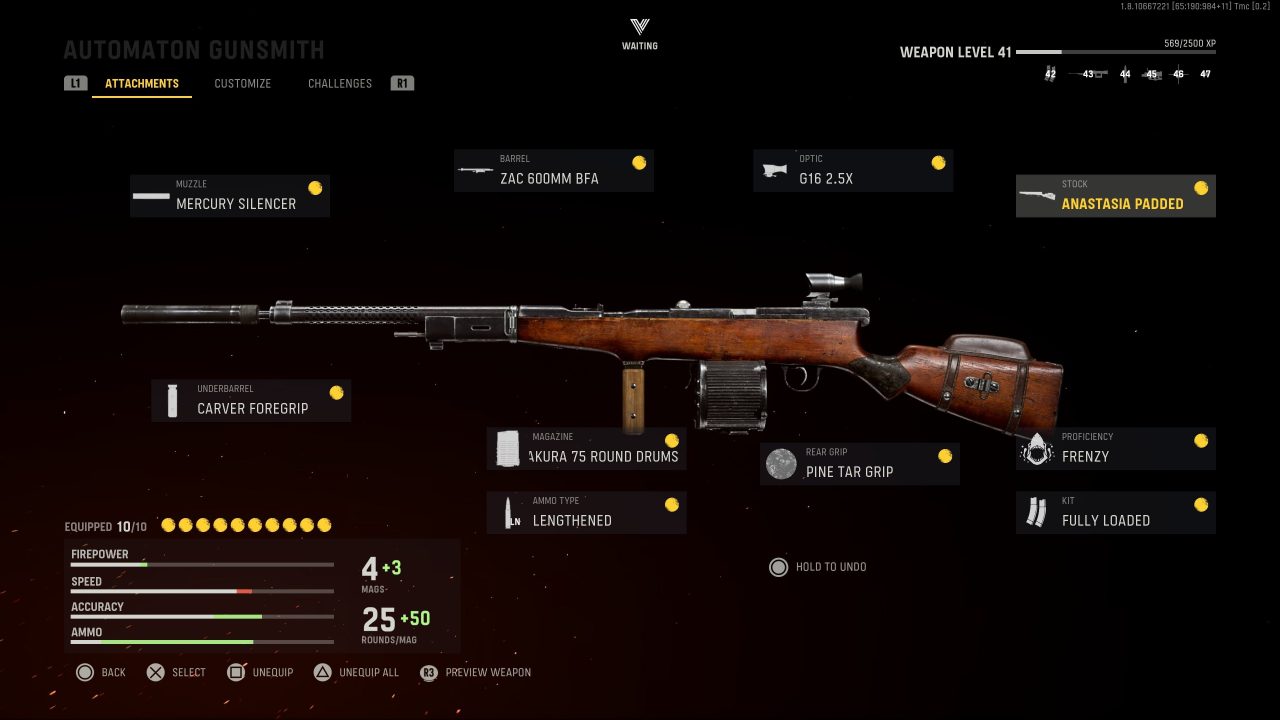 1.8.10667221 [65:190:984+11] Tmc [0.2]
AUTOMATON GUNSMITH
WAITING
WEAPON LEVEL 41
569/2500 XP
42 43 44 45 46 47
L1 ATTACHMENTS CUSTOMIZE CHALLENGES R1
BARREL
ZAC 600MM BFA
OPTIC
G16 2.5X
MUZZLE
MERCURY SILENCER
STOCK
ANASTASIA PADDED
UNDERBARREL
CARVER FOREGRIP
MAGAZINE
AKURA 75 ROUND DRUMS
REAR GRIP
PINE TAR GRIP
PROFICIENCY
FRENZY
AMMO TYPE
LN
LENGTHENED
KIT
FULLY LOADED
EQUIPPED 10/10
HOLD TO UNDO
FIREPOWER
SPEED
ACCURACY
AMMO
4 +3
MAGS
25 +50
ROUNDS/MAG
BACK SELECT UNEQUIP UNEQUIP ALL R3 PREVIEW WEAPON